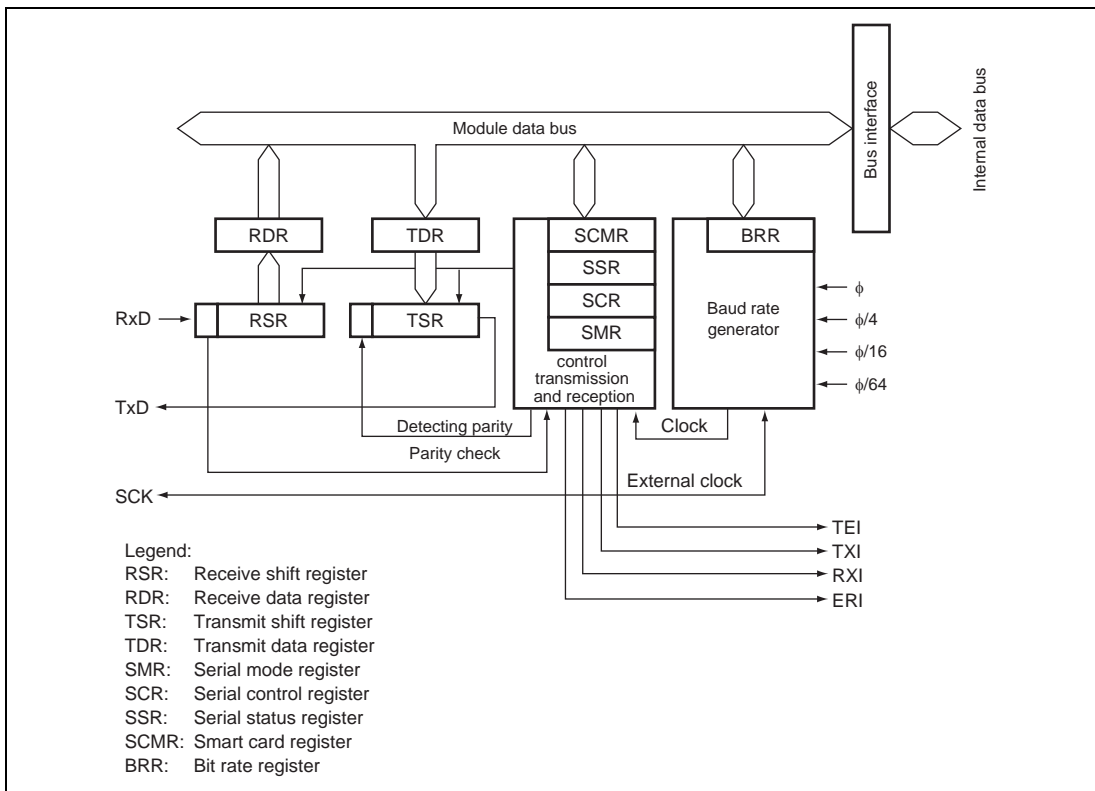 Module data bus
Bus interface
Internal data bus
RDR
TDR
SCMR
BRR
SSR
SCR
SMR
control
transmission
and reception
Baud rate
generator
ϕ
ϕ/4
ϕ/16
ϕ/64
RxD
RSR
TSR
TxD
Detecting parity
Parity check
Clock
External clock
SCK
TEI
TXI
RXI
ERI
Legend:
RSR: Receive shift register
RDR: Receive data register
TSR: Transmit shift register
TDR: Transmit data register
SMR: Serial mode register
SCR: Serial control register
SSR: Serial status register
SCMR: Smart card register
BRR: Bit rate register